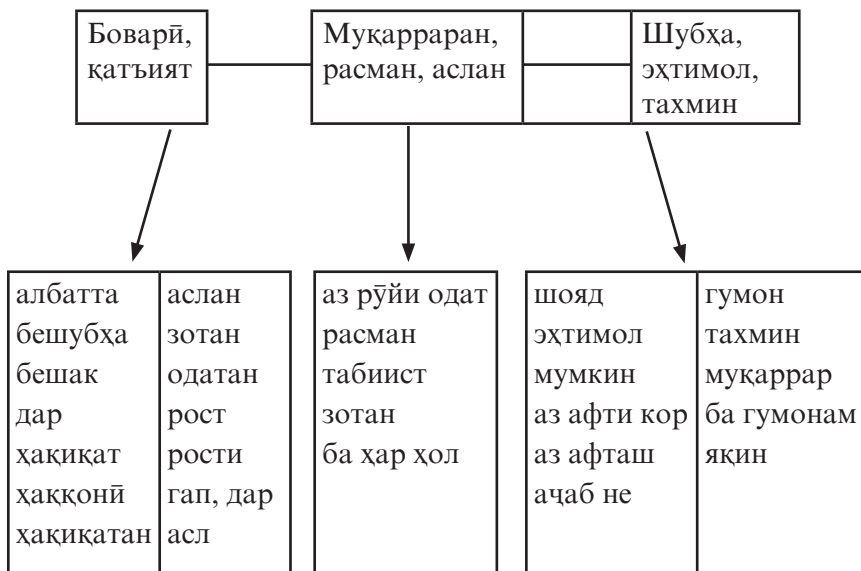 Боварӣ,
қатъият
Муқарраран,
расман, аслан
Шубҳа,
эҳтимол,
тахмин
албатта
бешубҳа
бешак
дар
ҳақиқат
ҳаққонӣ
ҳақиқатан
аслан
зотан
одатан
рост
рости
гап, дар
асл
аз рӯйи одат
расман
табиист
зотан
ба ҳар ҳол
шояд
эҳтимол
мумкин
аз афти кор
аз афташ
аҷаб не
гумон
тахмин
муқаррар
ба гумонам
яқин